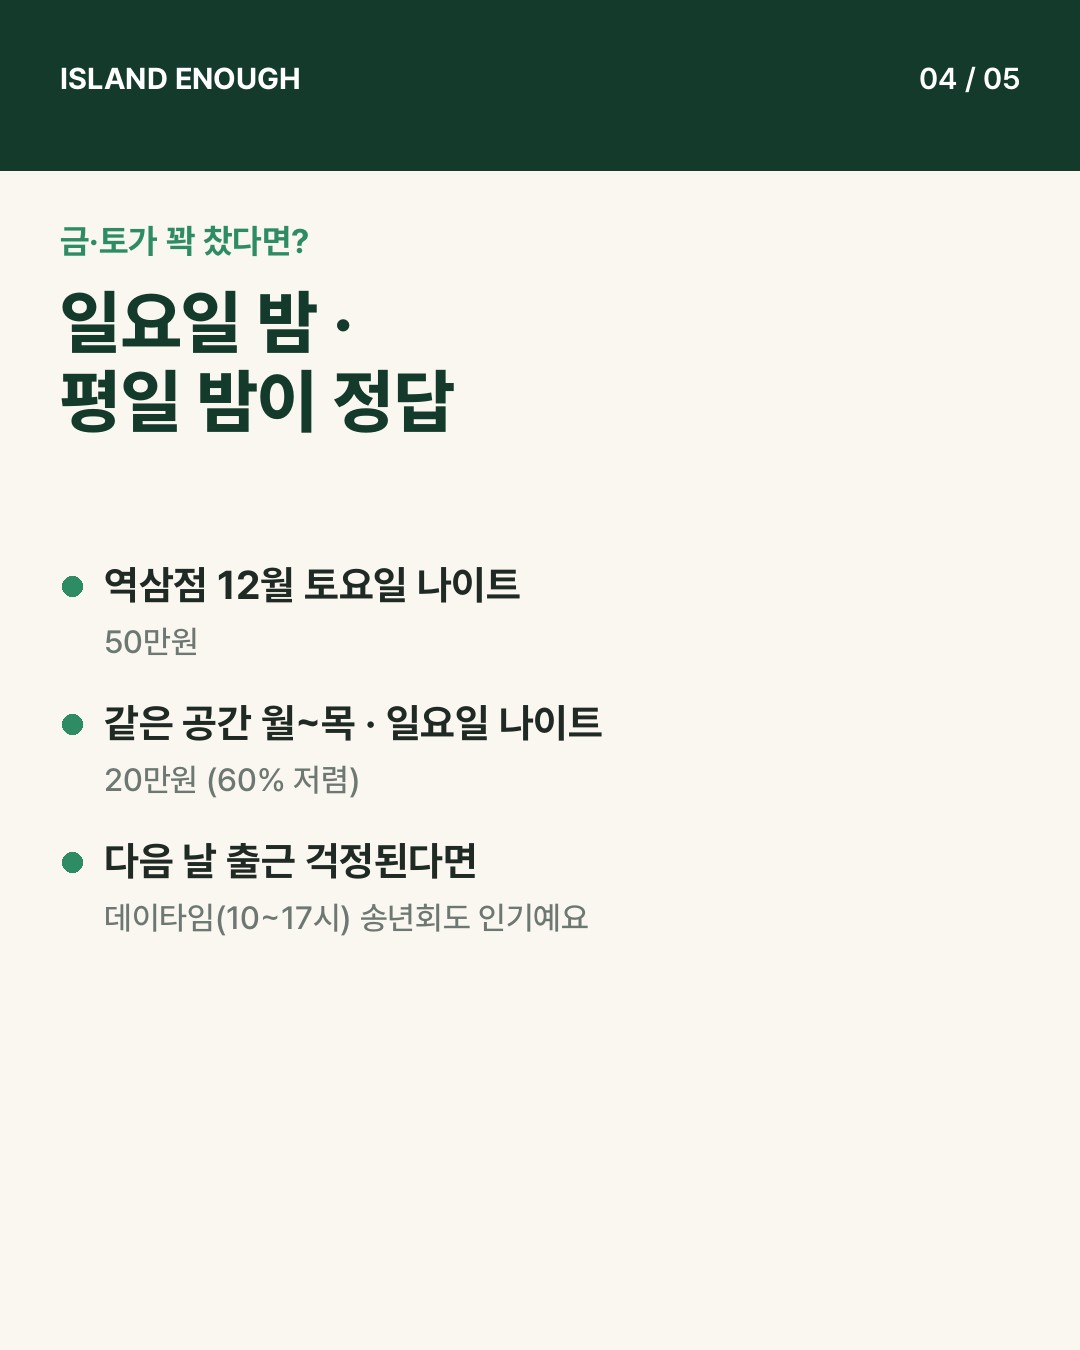 ISLAND ENOUGH
04 / 05
금·토가 꽉 찼다면?
일요일 밤 ·
평일 밤이 정답
역삼점 12월 토요일 나이트
50만원
같은 공간 월~목 · 일요일 나이트
20만원 (60% 저렴)
다음 날 출근 걱정된다면
데이타임(10~17시) 송년회도 인기예요